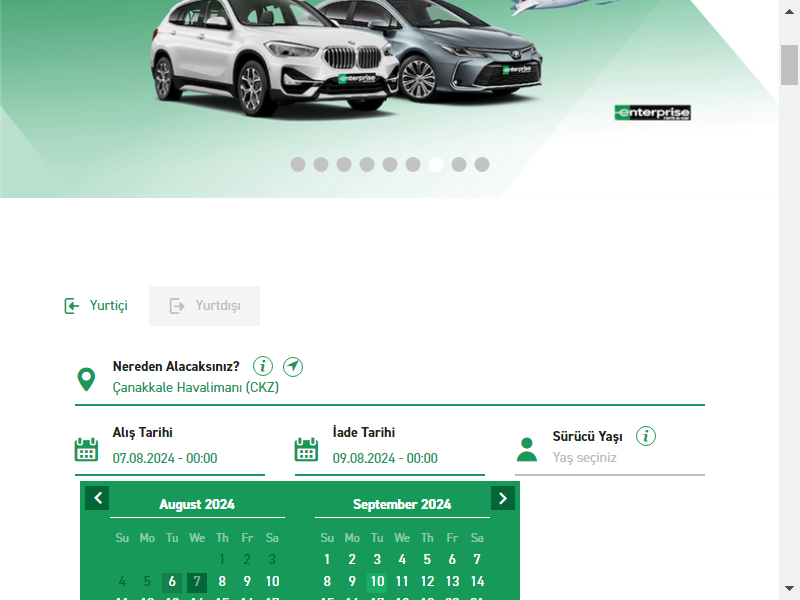 enterprise
enterprise
enterprise
rent-a-car
Yurtiçi
Yurtdışı
Nereden Alacaksınız?
Çanakkale Havalimanı (CKZ)
Alış Tarihi
07.08.2024 - 00:00
İade Tarihi
09.08.2024 - 00:00
Sürücü Yaşı
Yaş seçiniz
August 2024
Su Mo Tu We Th Fr Sa
1 2 3
4 5 6 7 8 9 10
September 2024
Su Mo Tu We Th Fr Sa
1 2 3 4 5 6 7
8 9 10 11 12 13 14